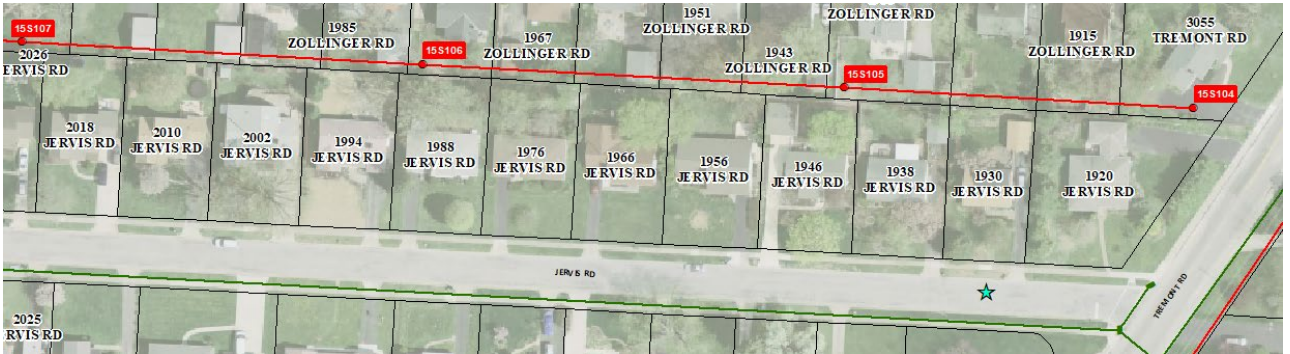 15S107
2026
ERVIS RD
1985
ZOLLINGER RD
15S106
1967
ZOLLINGER RD
1951
ZOLLINGER RD
1943
ZOLLINGER RD
ZOLLINGER RD
15S105
1915
ZOLLINGER RD
3055
TREMONT RD
15S104
2018
JERVIS RD
2010
JERVIS RD
2002
JERVIS RD
1994
JERVIS RD
1988
JERVIS RD
1976
JERVIS RD
1966
JERVIS RD
1956
JERVIS RD
1946
JERVIS RD
1938
JERVIS RD
1930
JERVIS RD
1920
JERVIS RD
JERVIS RD
TREMONT RD
2025
RVIS RD